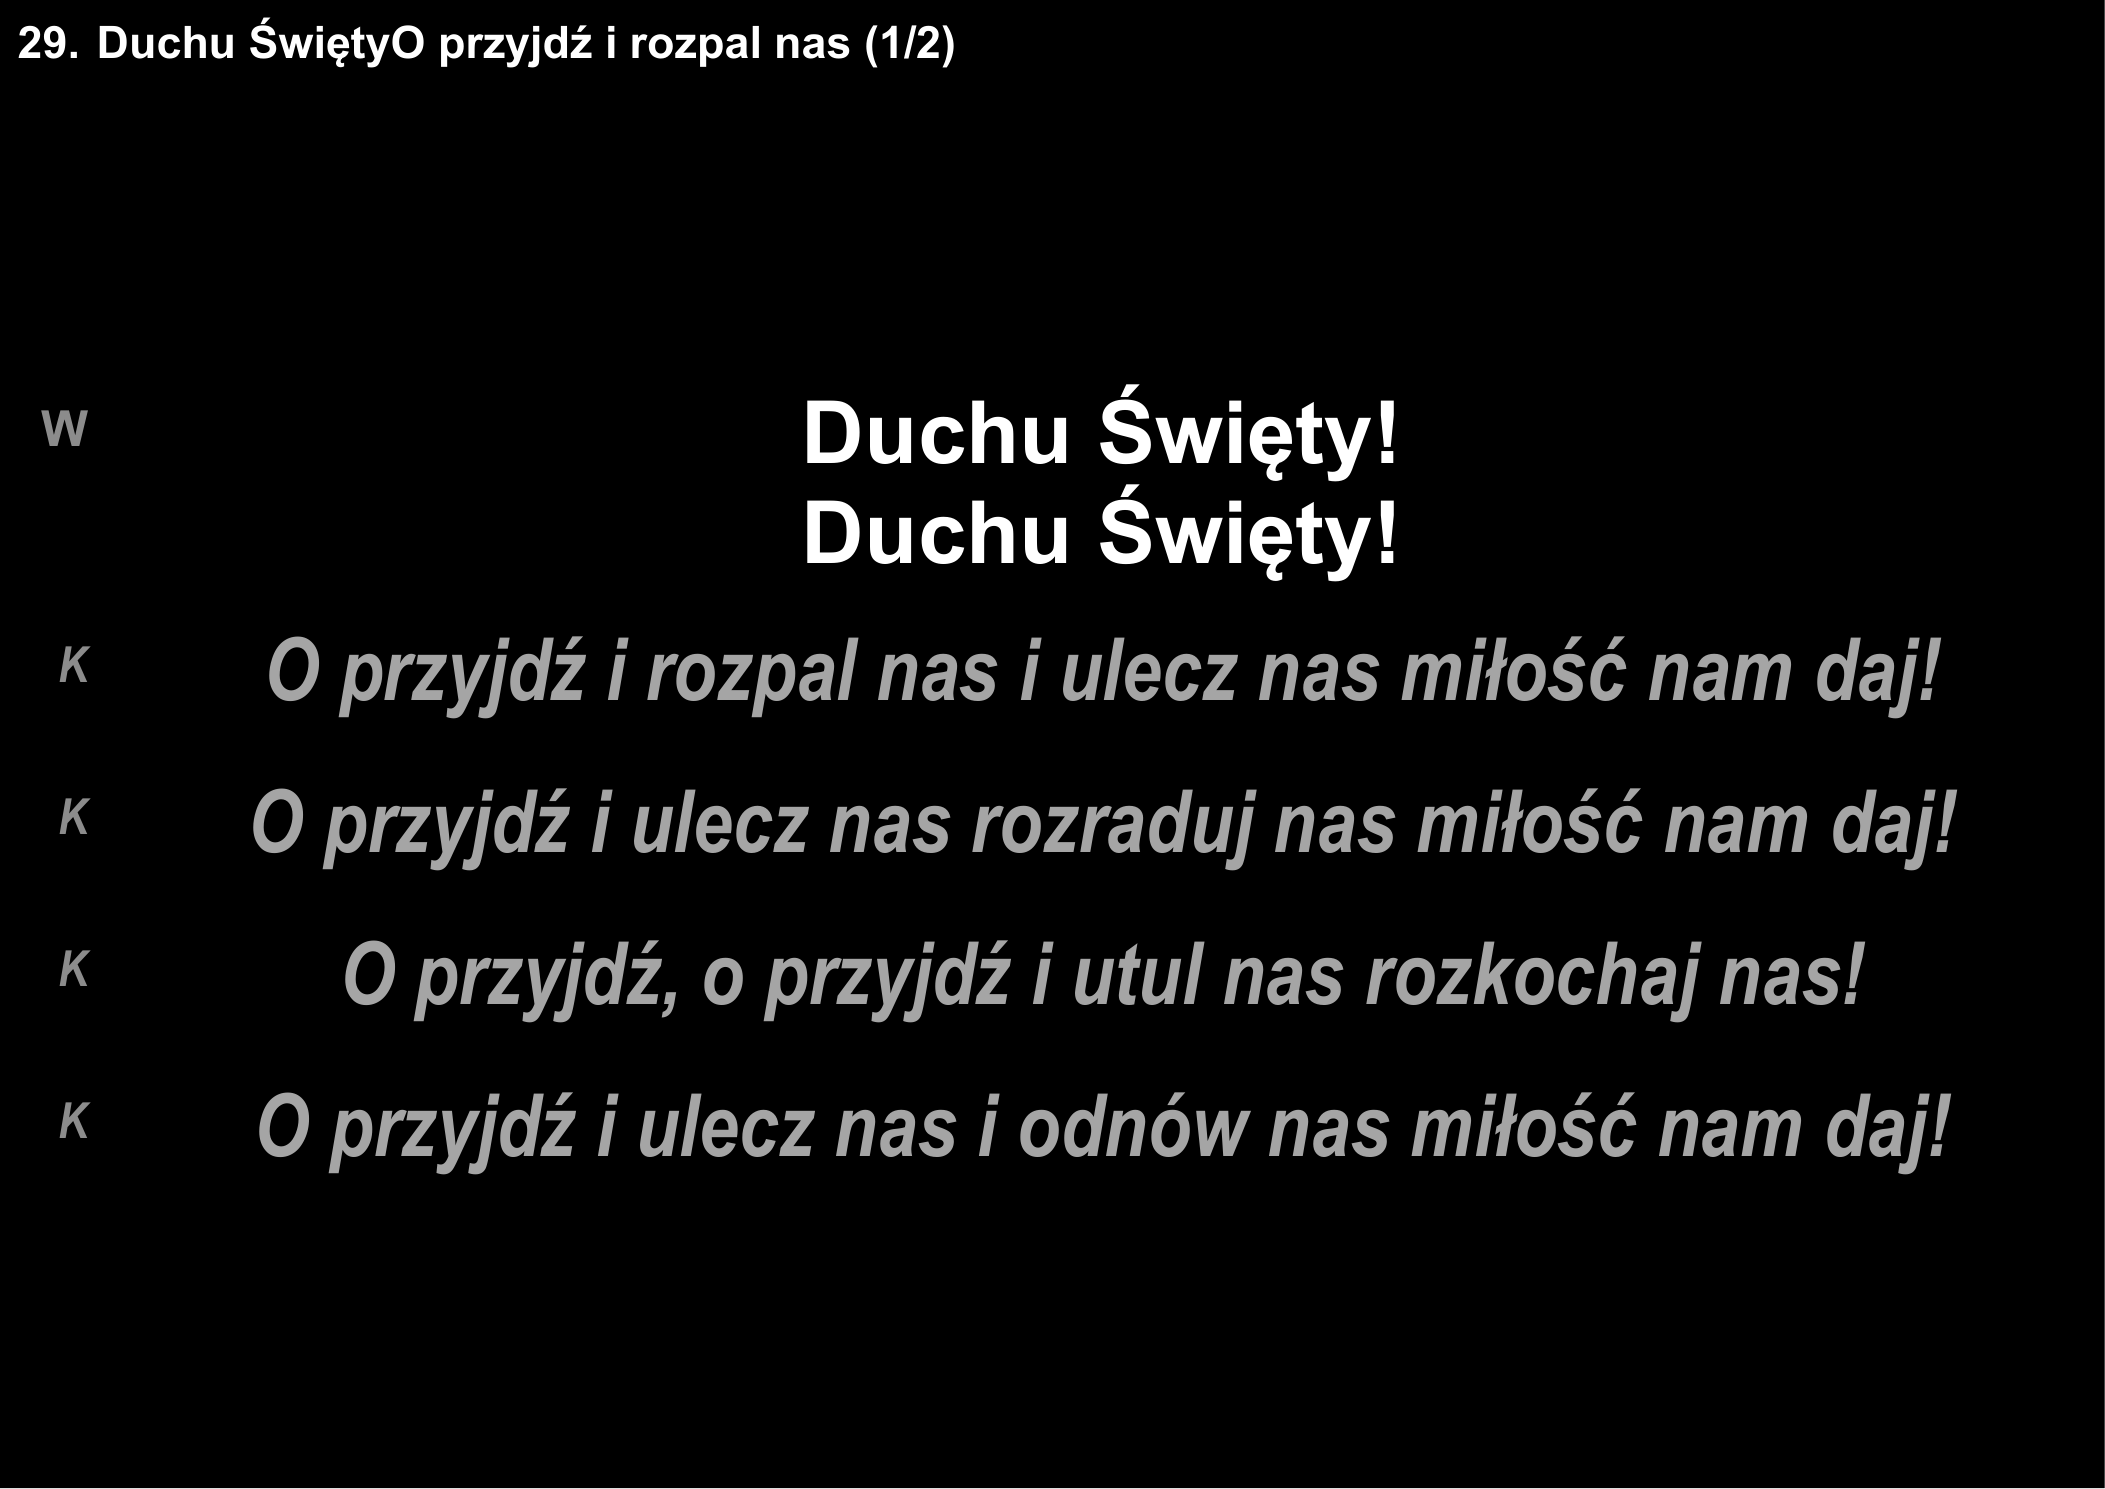 29. Duchu ŚwiętyO przyjdź i rozpal nas (1/2)
W Duchu Święty!
Duchu Święty!
K O przyjdź i rozpal nas i ulecz nas miłość nam daj!
K O przyjdź i ulecz nas rozraduj nas miłość nam daj!
K O przyjdź, o przyjdź i utul nas rozkochaj nas!
K O przyjdź i ulecz nas i odnów nas miłość nam daj!